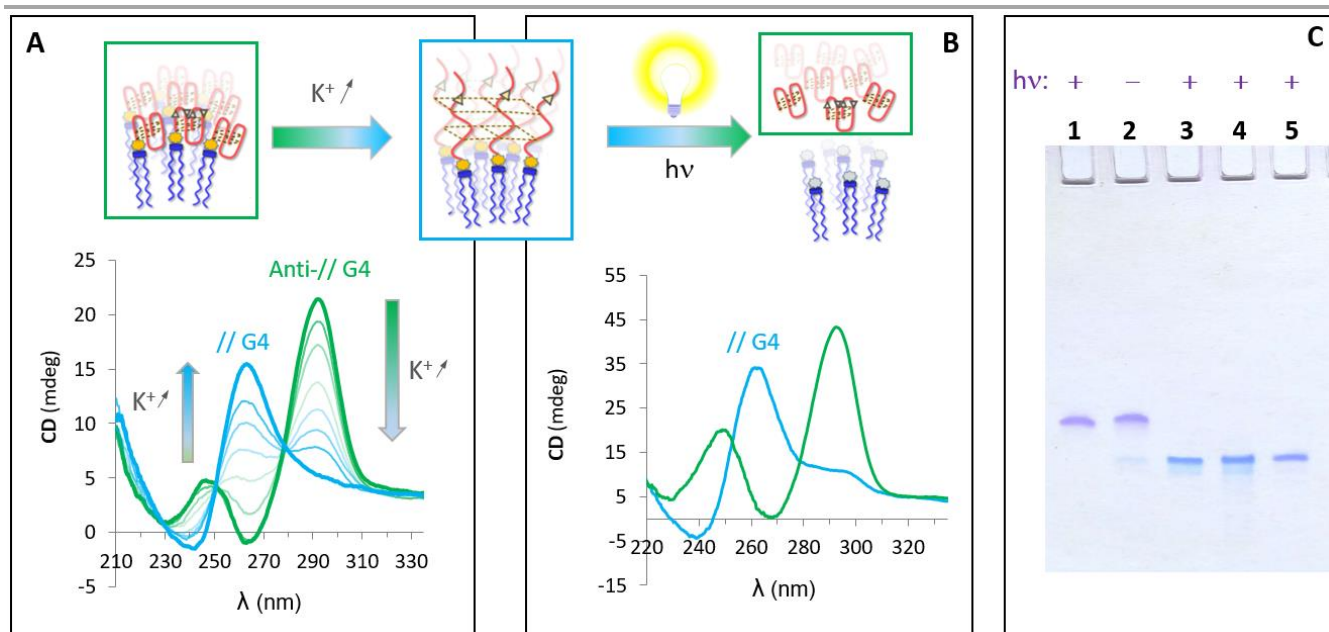 A
K⁺ ↗
B
hν
C
hν: + − + + +
1 2 3 4 5
25
20
15
10
5
0
-5
CD (mdeg)
Anti-// G4
// G4
K⁺ ↗
K⁺ ↗
210 230 250 270 290 310 330
λ (nm)
55
45
35
25
15
5
-5
-15
CD (mdeg)
// G4
220 240 260 280 300 320
λ (nm)